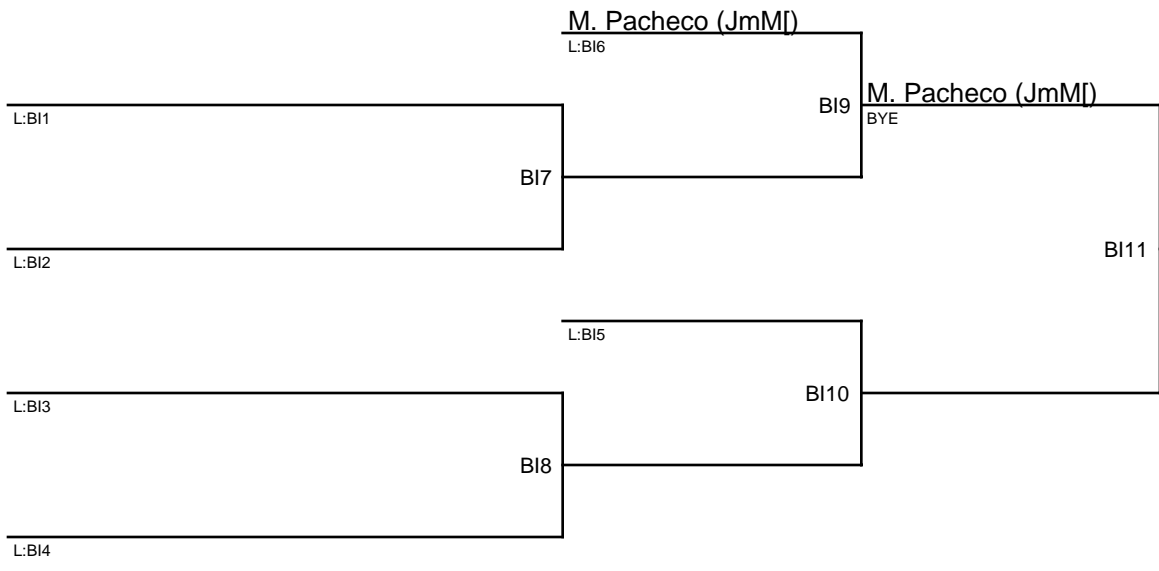 M. Pacheco (JmM[)
L:BI6
M. Pacheco (JmM[)
BI9
BYE
L:BI1
BI7
L:BI2
BI11
L:BI5
L:BI3
BI10
BI8
L:BI4